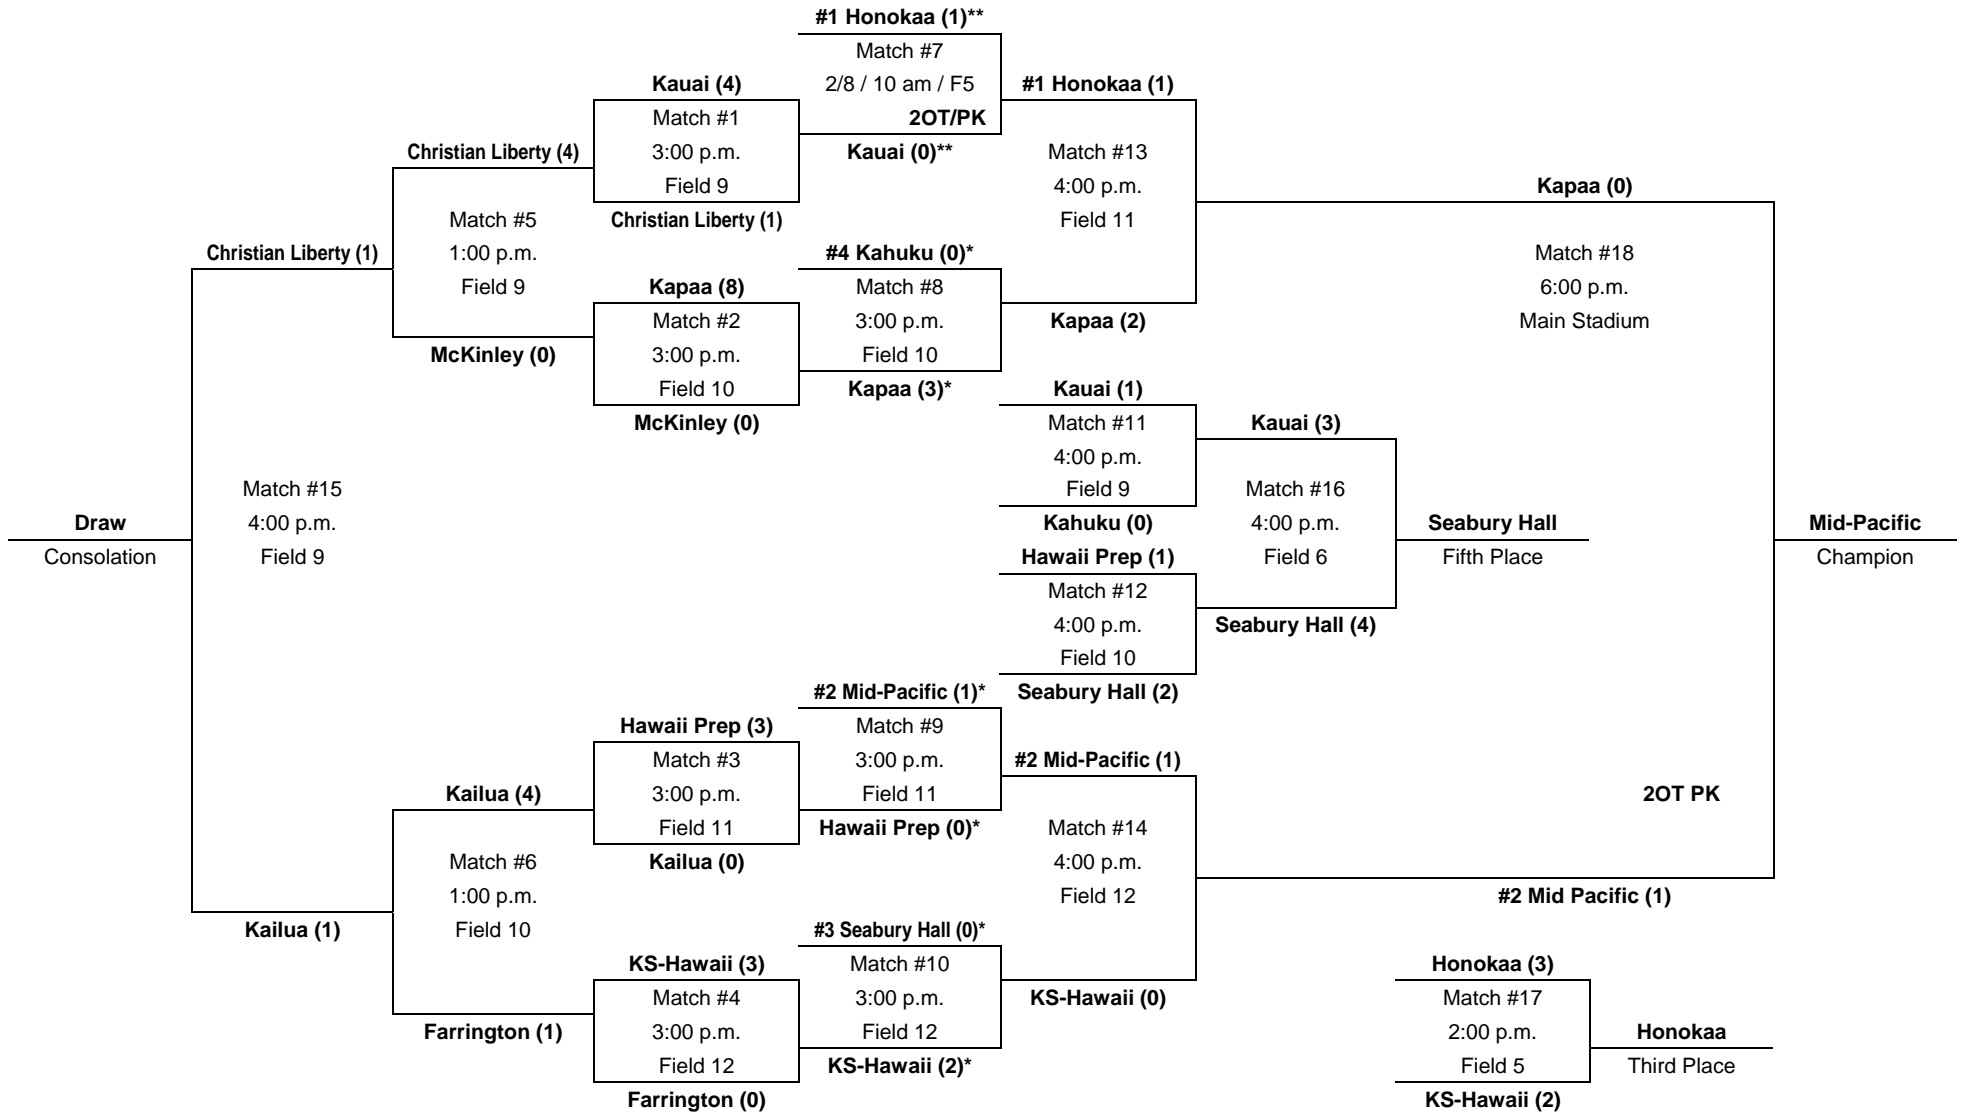 #1 Honokaa (1)**
Match #7
Kauai (4)
2/8 / 10 am / F5
#1 Honokaa (1)
Match #1
2OT/PK
Christian Liberty (4)
3:00 p.m.
Kauai (0)**
Match #13
Field 9
4:00 p.m.
Kapaa (0)
Match #5
Christian Liberty (1)
Field 11
Christian Liberty (1)
1:00 p.m.
#4 Kahuku (0)*
Match #18
Field 9
Kapaa (8)
Match #8
6:00 p.m.
Match #2
3:00 p.m.
Kapaa (2)
Main Stadium
McKinley (0)
3:00 p.m.
Field 10
Field 10
Kapaa (3)*
Kauai (1)
McKinley (0)
Match #11
Kauai (3)
4:00 p.m.
Match #15
Field 9
Match #16
Draw
4:00 p.m.
Kahuku (0)
4:00 p.m.
Seabury Hall
Mid-Pacific
Consolation
Field 9
Hawaii Prep (1)
Field 6
Fifth Place
Champion
Match #12
4:00 p.m.
Seabury Hall (4)
Field 10
#2 Mid-Pacific (1)*
Seabury Hall (2)
Hawaii Prep (3)
Match #9
Match #3
3:00 p.m.
#2 Mid-Pacific (1)
Kailua (4)
3:00 p.m.
Field 11
2OT PK
Field 11
Hawaii Prep (0)*
Match #14
Match #6
Kailua (0)
4:00 p.m.
1:00 p.m.
Field 12
#2 Mid Pacific (1)
Kailua (1)
Field 10
#3 Seabury Hall (0)*
KS-Hawaii (3)
Match #10
Honokaa (3)
Match #4
3:00 p.m.
KS-Hawaii (0)
Match #17
Farrington (1)
3:00 p.m.
Field 12
2:00 p.m.
Honokaa
Field 12
KS-Hawaii (2)*
Field 5
Third Place
Farrington (0)
KS-Hawaii (2)